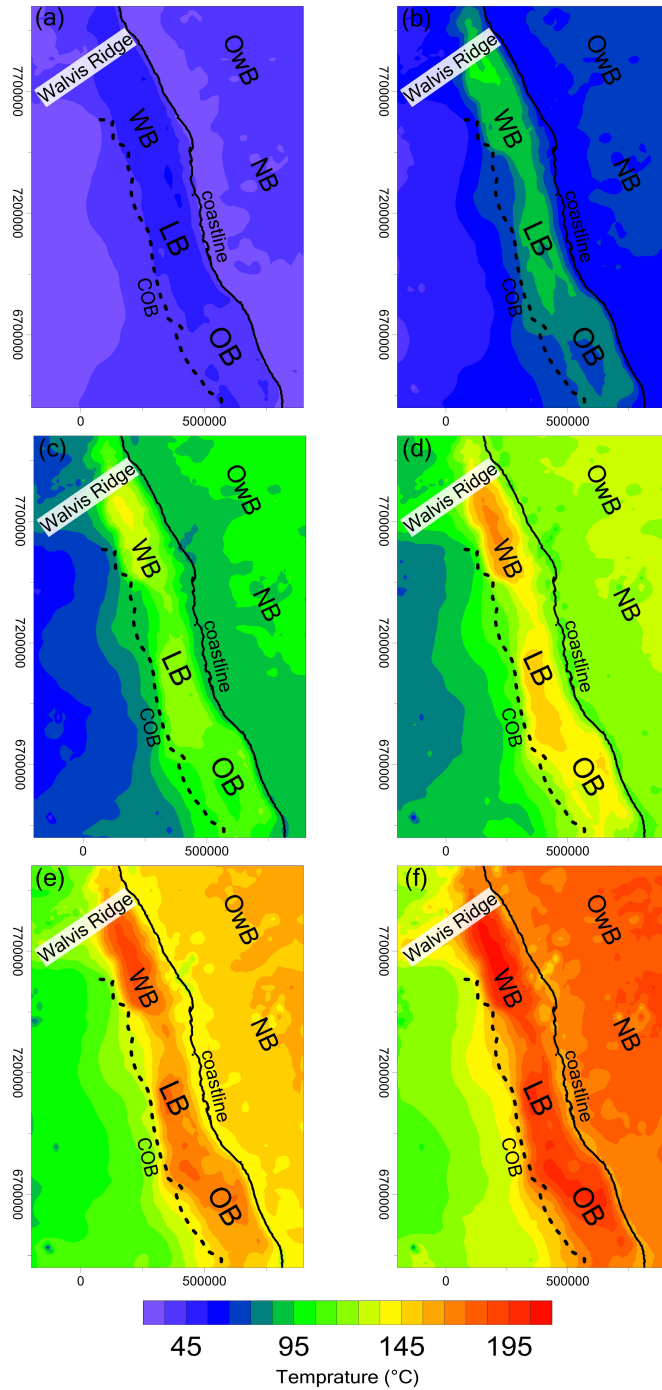 (a)
Walvis Ridge
OwB
WB
NB
LB
coastline
COB
OB
7700000
7200000
6700000
0 500000
(b)
Walvis Ridge
OwB
WB
NB
LB
coastline
COB
OB
7700000
7200000
6700000
0 500000
(c)
Walvis Ridge
OwB
WB
NB
LB
coastline
COB
OB
7700000
7200000
6700000
0 500000
(d)
Walvis Ridge
OwB
WB
NB
LB
coastline
COB
OB
7700000
7200000
6700000
0 500000
(e)
Walvis Ridge
OwB
WB
NB
LB
coastline
COB
OB
7700000
7200000
6700000
0 500000
(f)
Walvis Ridge
OwB
WB
NB
LB
coastline
COB
OB
7700000
7200000
6700000
0 500000
45 95 145 195
Temprature (°C)